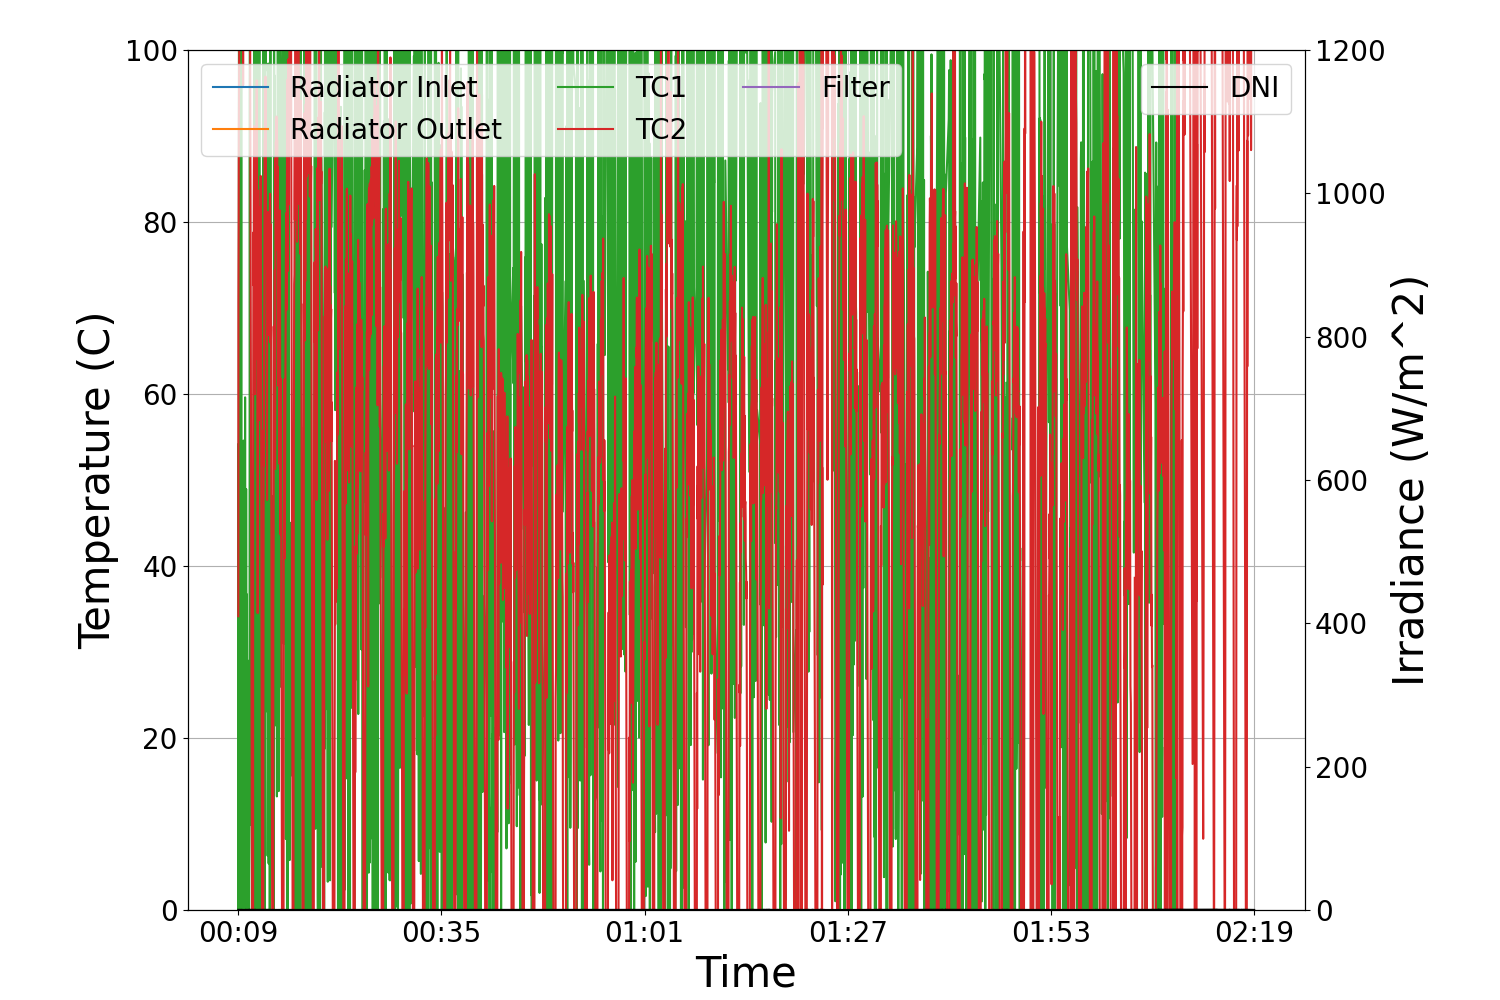 Radiator Inlet
Radiator Outlet
TC1
TC2
Filter
DNI
100
80
60
40
20
0
Temperature (C)
1200
1000
800
600
400
200
0
Irradiance (W/m^2)
00:09 00:35 01:01 01:27 01:53 02:19
Time